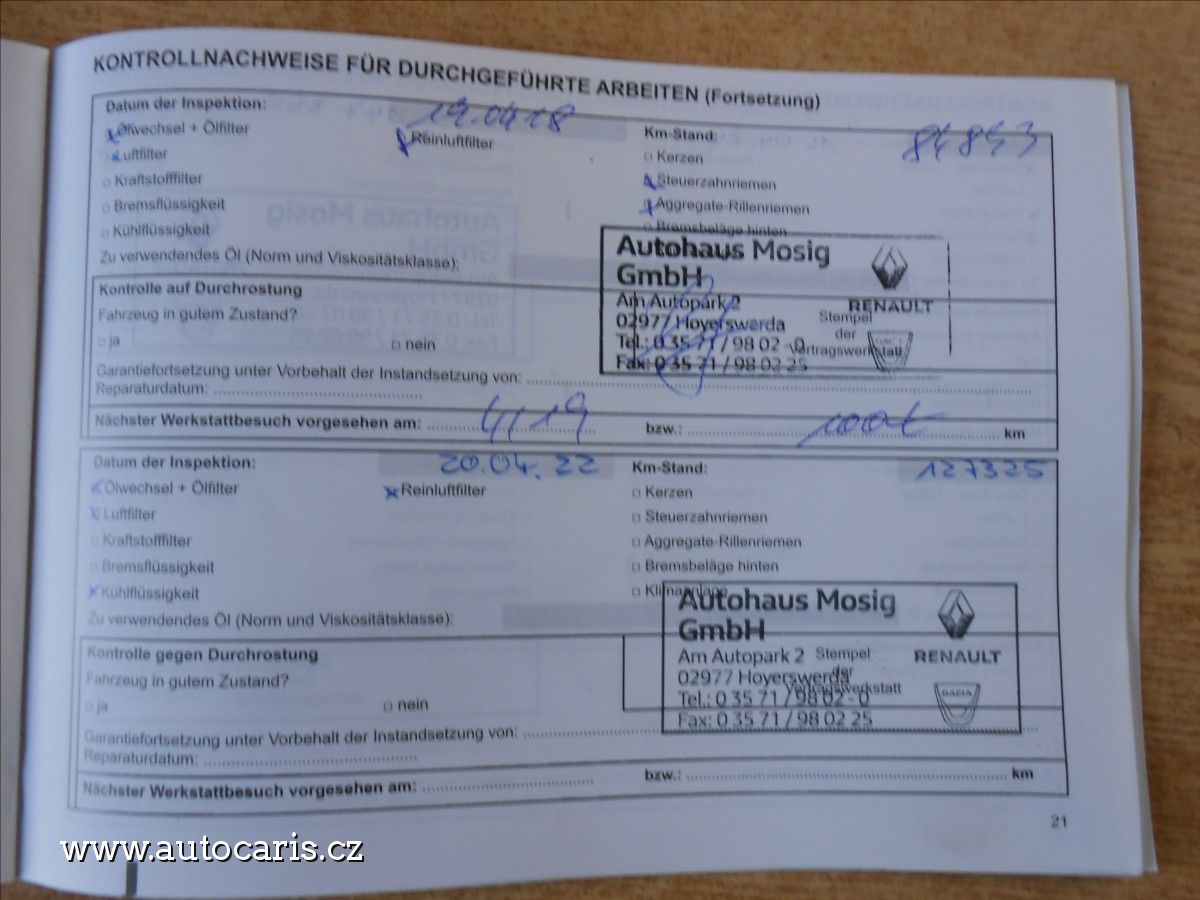 KONTROLLNACHWEISE FÜR DURCHGEFÜHRTE ARBEITEN (Fortsetzung)
Datum der Inspektion: 19.04.18 Km-Stand: 84843
Ölwechsel + Ölfilter Reinluftfilter Kerzen
Luftfilter Steuerzahnriemen
Kraftstofffilter Aggregate-Rillenriemen
Bremsflüssigkeit Bremsbeläge hinten
Kühlflüssigkeit
Zu verwendendes Öl (Norm und Viskositätsklasse):
Autohaus Mosig
GmbH
Am Autopark 2
02977 Hoyerswerda
Tel.: 0 35 71 / 98 02 - 0
Fax: 0 35 71 / 98 02 25
RENAULT
Stempel
der
Vertragswerkstatt
Kontrolle auf Durchrostung
Fahrzeug in gutem Zustand?
ja nein
Garantiefortsetzung unter Vorbehalt der Instandsetzung von:
Reparaturdatum:
Nächster Werkstattbesuch vorgesehen am: 4/19 bzw.: 100t km
Datum der Inspektion: 20.04.22 Km-Stand: 127325
Ölwechsel + Ölfilter Reinluftfilter Kerzen
Luftfilter Steuerzahnriemen
Kraftstofffilter Aggregate-Rillenriemen
Bremsflüssigkeit Bremsbeläge hinten
Kühlflüssigkeit Klimaanlage
Zu verwendendes Öl (Norm und Viskositätsklasse):
Autohaus Mosig
GmbH
Am Autopark 2
02977 Hoyerswerda
Tel.: 0 35 71 / 98 02 - 0
Fax: 0 35 71 / 98 02 25
RENAULT
DACIA
Stempel
der
Vertragswerkstatt
Kontrolle gegen Durchrostung
Fahrzeug in gutem Zustand?
ja nein
Garantiefortsetzung unter Vorbehalt der Instandsetzung von:
Reparaturdatum:
Nächster Werkstattbesuch vorgesehen am: bzw.: km
21
www.autocaris.cz